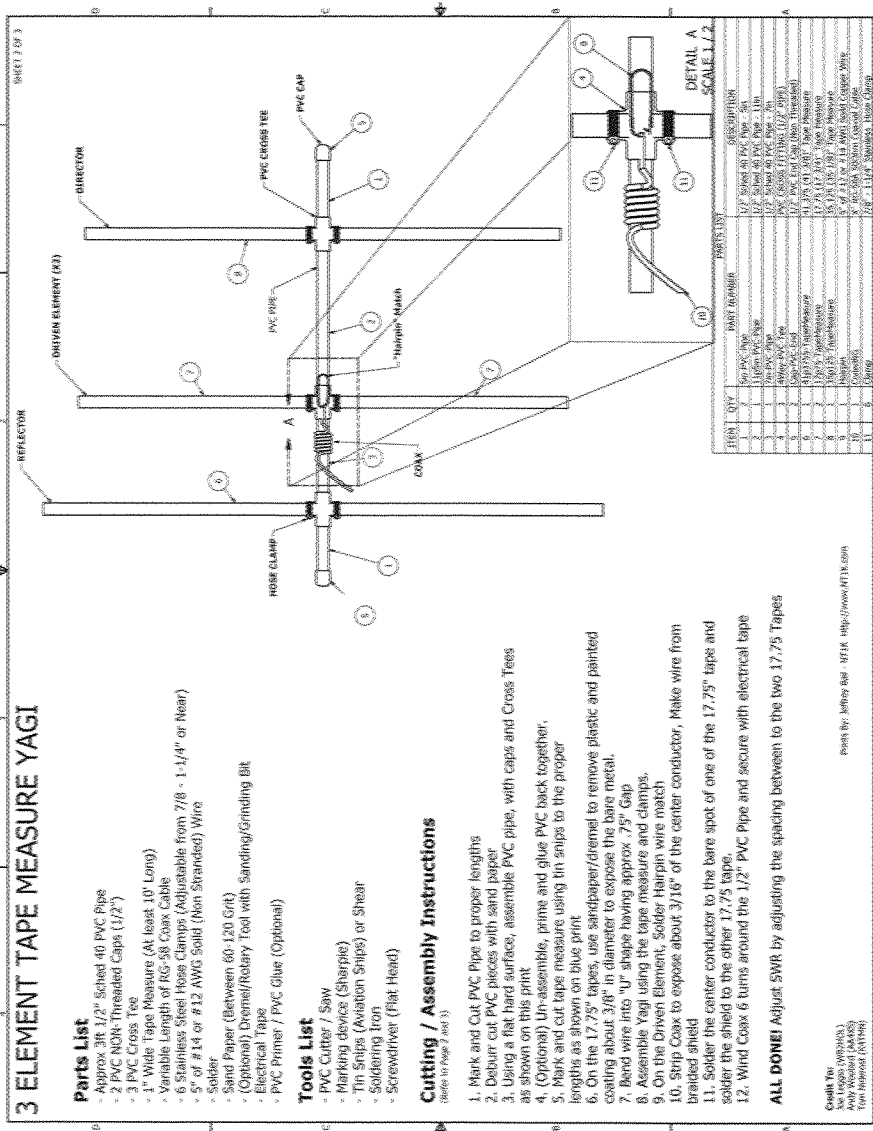 SHEET 1 OF 3
3 ELEMENT TAPE MEASURE YAGI
Parts List
- Approx 3ft 1/2" Sched 40 PVC Pipe
- 2 PVC NON-Threaded Caps (1/2")
- 3 PVC Cross Tee
- 1" Wide Tape Measure (At least 10' Long)
- Variable Length of RG-58 Coax Cable
- 6 Stainless Steel Hose Clamps (Adjustable from 7/8 - 1-1/4" or Near)
- 5" of #14 or #12 AWG Solid (Non Stranded) Wire
- Solder
- Sand Paper (Between 60-120 Grit)
- (Optional) Dremel/Rotary Tool with Sanding/Grinding Bit
- Electrical Tape
- PVC Primer / PVC Glue (Optional)
Tools List
- PVC Cutter / Saw
- Marking device (Sharpie)
- Tin Snips (Aviation Snips) or Shear
- Soldering Iron
- Screwdriver (Flat Head)
Cutting / Assembly Instructions
(Refer to Page 2 and 3)
1. Mark and Cut PVC Pipe to proper lengths
2. Deburr cut PVC pieces with sand paper
3. Using a flat hard surface, assemble PVC pipe, with caps and Cross Tees
as shown on this print
4. (Optional) Un-assemble, prime and glue PVC back together.
5. Mark and cut tape measure using tin snips to the proper
lengths as shown on blue print
6. On the 17.75" tapes, use sandpaper/dremel to remove plastic and painted
coating about 3/8" in diameter to expose the bare metal.
7. Bend wire into "U" shape having approx .75" Gap
8. Assemble Yagi using the tape measure and clamps.
9. On the Driven Element, Solder Hairpin wire match
10. Strip Coax to expose about 3/16" of the center conductor, Make wire from
braided shield
11. Solder the center conductor to the bare spot of one of the 17.75" tape and
solder the shield to the other 17.75 tape.
12. Wind Coax 6 turns around the 1/2" PVC Pipe and secure with electrical tape
ALL DONE! Adjust SWR by adjusting the spacing between to the two 17.75 Tapes
Credit To:
Prints By: Jeffrey Bail - NT1K http://www.NT1K.com
REFLECTOR
DRIVEN ELEMENT (X2)
DIRECTOR
HOSE CLAMP
COAX
"Hairpin" Match
PVC PIPE
PVC CROSS TEE
PVC CAP
A
DETAIL A
SCALE 1 / 2
PARTS LIST
ITEM QTY PART NUMBER DESCRIPTION